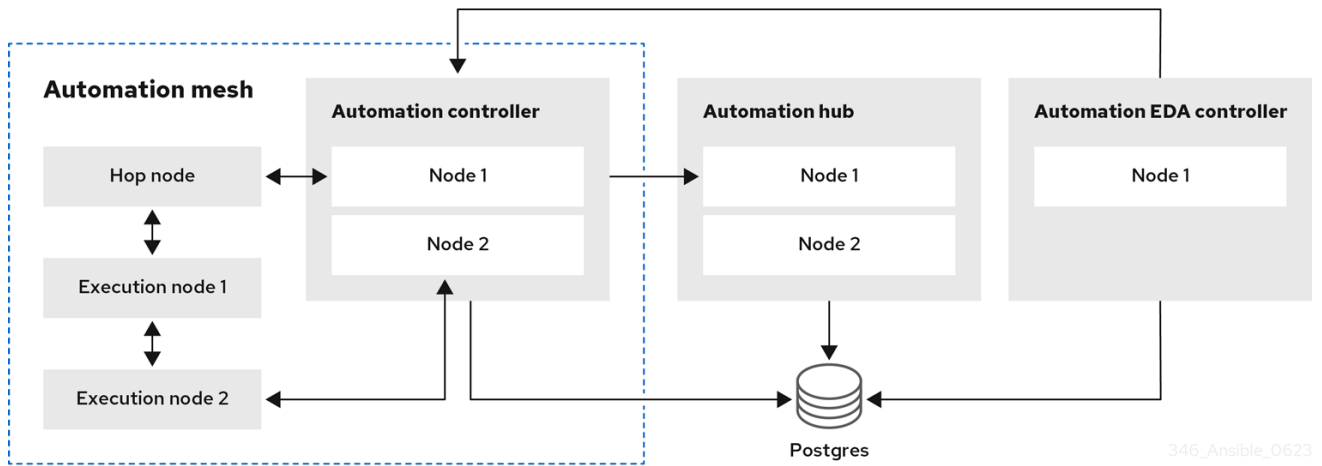 Automation mesh
Hop node
Execution node 1
Execution node 2
Automation controller
Node 1
Node 2
Automation hub
Node 1
Node 2
Automation EDA controller
Node 1
Postgres
346_Ansible_0623